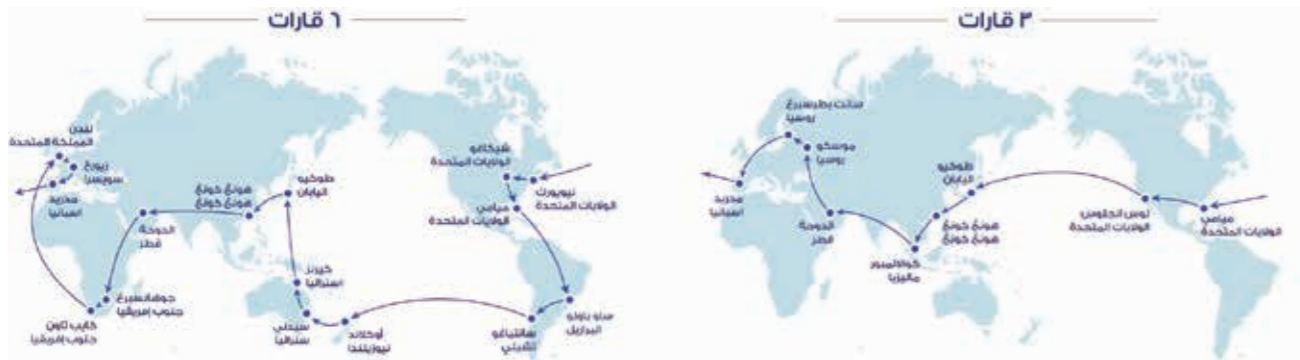 ٣ قارات
سانت بطرسبرغ
روسيا
موسكو
روسيا
مدريد
اسبانيا
الدوحة
قطر
طوكيو
اليابان
هونغ كونغ
هونغ كونغ
كوالالمبور
ماليزيا
لوس انجلوس
الولايات المتحدة
ميامي
الولايات المتحدة
٦ قارات
لندن
المملكة المتحدة
زيورخ
سويسرا
مدريد
اسبانيا
هونغ كونغ
هونغ كونغ
طوكيو
اليابان
الدوحة
قطر
جوهانسبرغ
جنوب إفريقيا
كايب تاون
جنوب إفريقيا
كيرنز
استراليا
سيدني
ستراليا
أوكلاند
نيوزيلندا
شيكاغو
الولايات المتحدة
نيويورك
الولايات المتحدة
ميامي
الولايات المتحدة
ساو باولو
البرازيل
سانتياغو
تشيلي